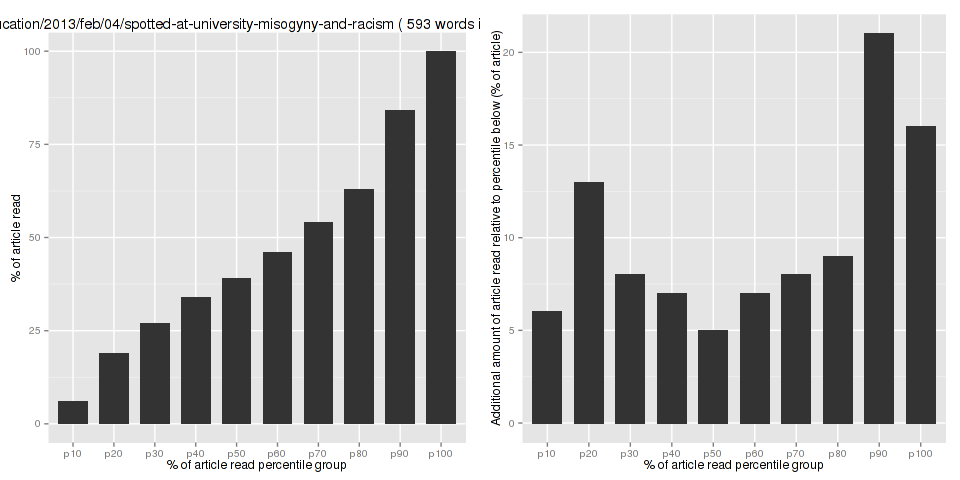 ucation/2013/feb/04/spotted-at-university-misogyny-and-racism ( 593 words i
% of article read
100
75
50
25
0
p10 p20 p30 p40 p50 p60 p70 p80 p90 p100
% of article read percentile group
Additional amount of article read relative to percentile below (% of article)
20
15
10
5
0
p10 p20 p30 p40 p50 p60 p70 p80 p90 p100
% of article read percentile group